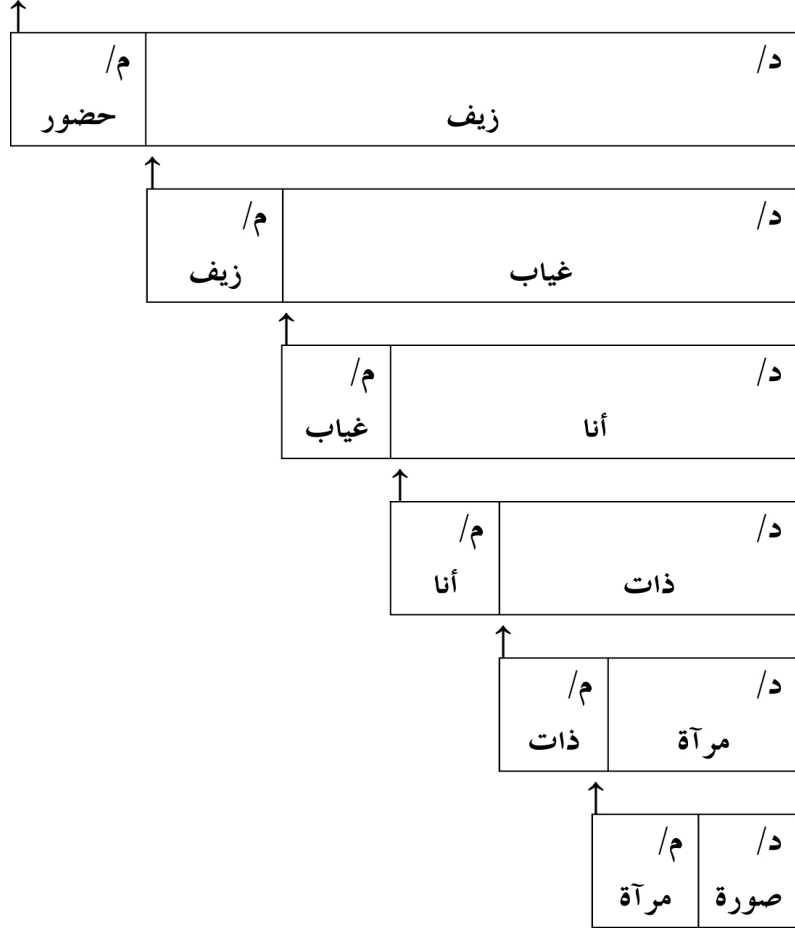 د/ م/
زيف حضور
د/ م/
غياب زيف
د/ م/
أنا غياب
د/ م/
ذات أنا
د/ م/
مرآة ذات
د/ م/
صورة مرآة